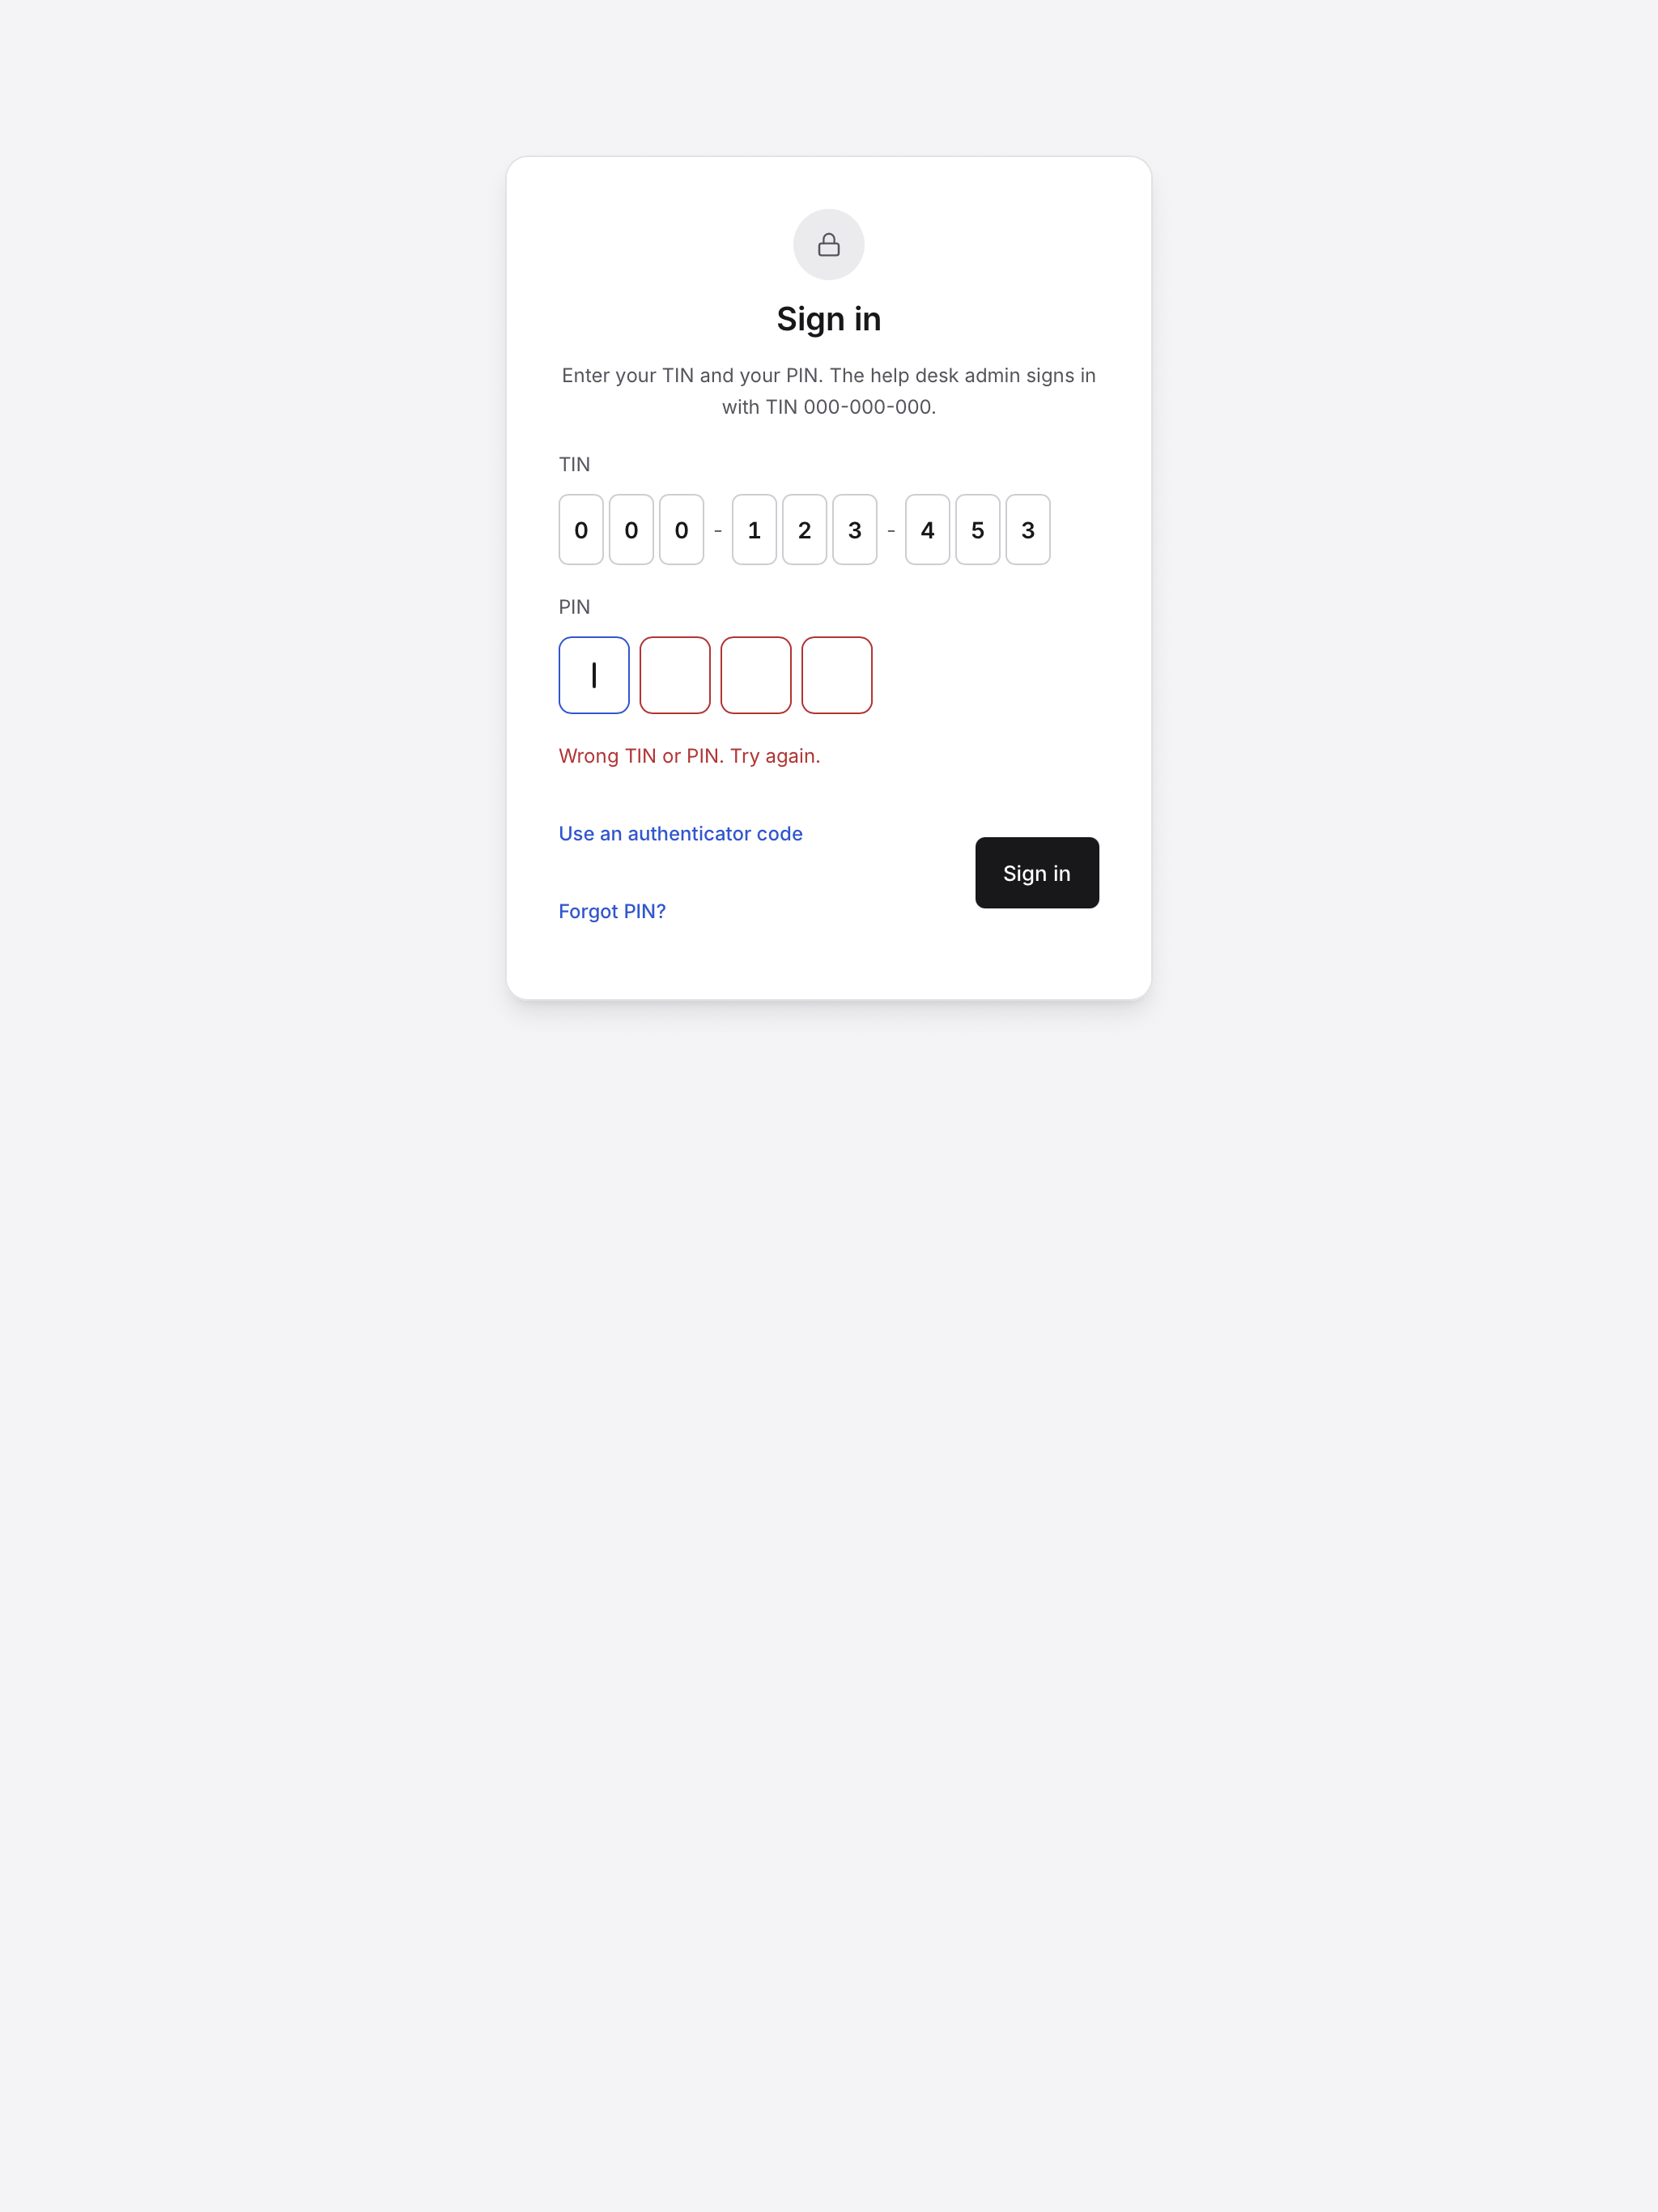 Sign in
Enter your TIN and your PIN. The help desk admin signs in
with TIN 000-000-000.
TIN
0 0 0 - 1 2 3 - 4 5 3
PIN
Wrong TIN or PIN. Try again.
Use an authenticator code
Sign in
Forgot PIN?